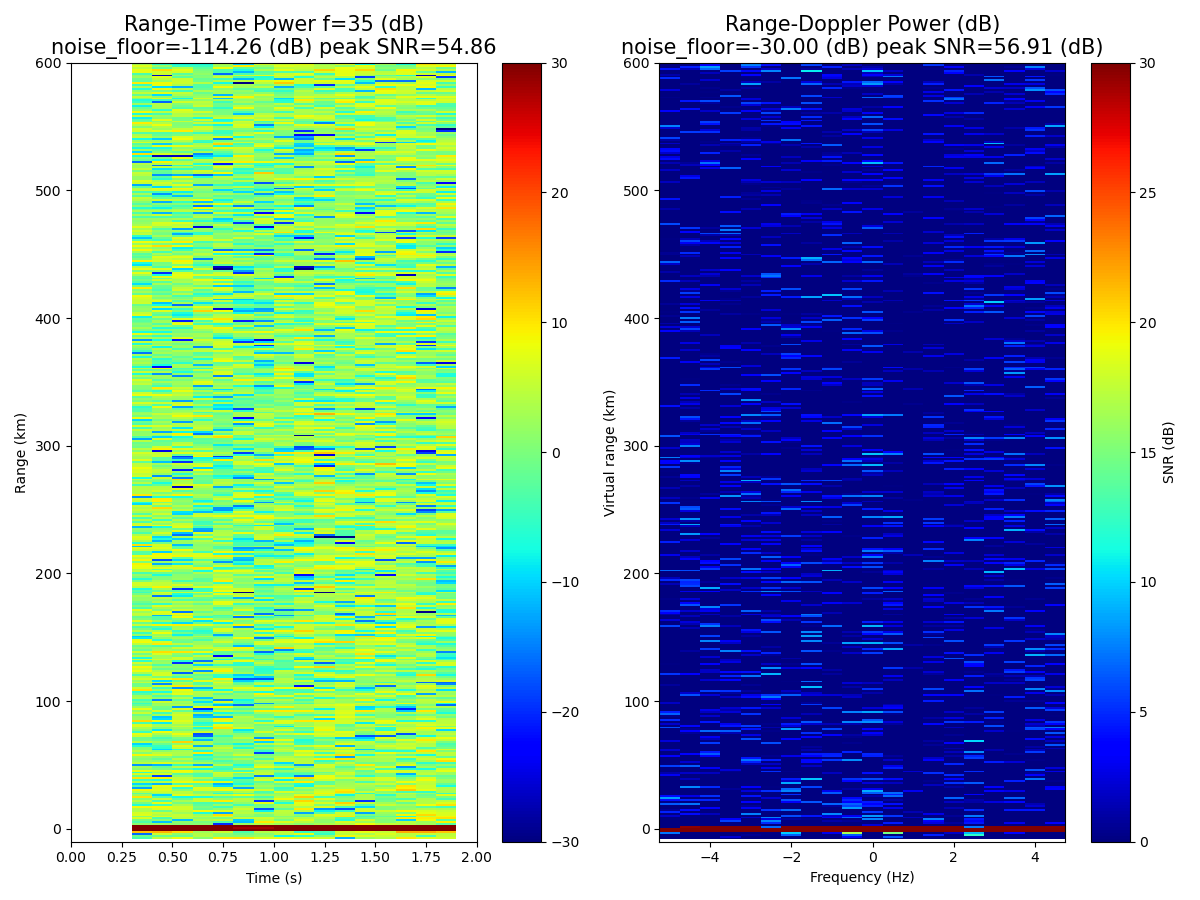 Range-Time Power f=35 (dB)
noise_floor=-114.26 (dB) peak SNR=54.86
Range-Doppler Power (dB)
noise_floor=-30.00 (dB) peak SNR=56.91 (dB)
600
500
400
300
200
100
0
Range (km)
0.00 0.25 0.50 0.75 1.00 1.25 1.50 1.75 2.00
Time (s)
30
20
10
0
−10
−20
−30
600
500
400
300
200
100
0
Virtual range (km)
−4 −2 0 2 4
Frequency (Hz)
30
25
20
15
10
5
0
SNR (dB)